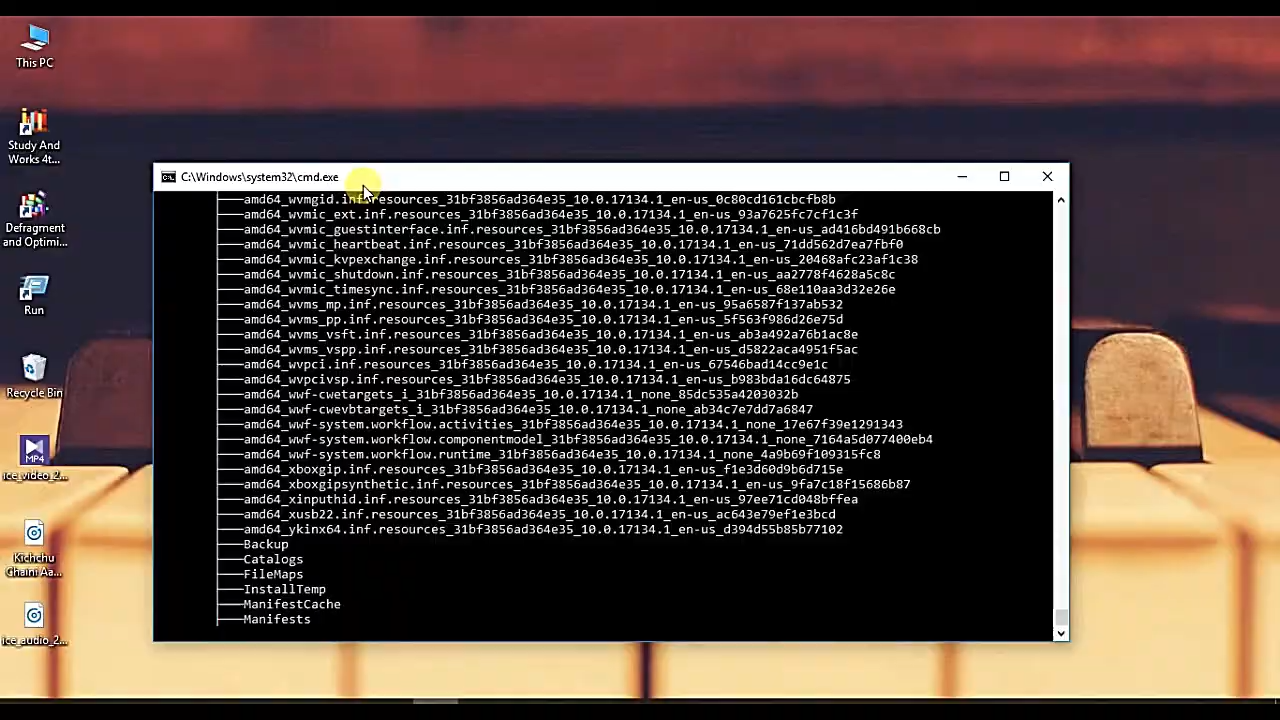 This PC
Study And
Works 4t...
Defragment
and Optimi...
Run
Recycle Bin
MP4
ice_video_2...
Kichchu
Ghaini Aa...
ice_audio_2...
C:\Windows\system32\cmd.exe
amd64_wvmgid.inf.resources_31bf3856ad364e35_10.0.17134.1_en-us_0c80cd161cbcfb8b
amd64_wvmic_ext.inf.resources_31bf3856ad364e35_10.0.17134.1_en-us_93a7625fc7cf1c3f
amd64_wvmic_guestinterface.inf.resources_31bf3856ad364e35_10.0.17134.1_en-us_ad416bd491b668cb
amd64_wvmic_heartbeat.inf.resources_31bf3856ad364e35_10.0.17134.1_en-us_71dd562d7ea7fbf0
amd64_wvmic_kvpexchange.inf.resources_31bf3856ad364e35_10.0.17134.1_en-us_20468afc23af1c38
amd64_wvmic_shutdown.inf.resources_31bf3856ad364e35_10.0.17134.1_en-us_aa2778f4628a5c8c
amd64_wvmic_timesync.inf.resources_31bf3856ad364e35_10.0.17134.1_en-us_68e110aa3d32e26e
amd64_wvms_mp.inf.resources_31bf3856ad364e35_10.0.17134.1_en-us_95a6587f137ab532
amd64_wvms_pp.inf.resources_31bf3856ad364e35_10.0.17134.1_en-us_5f563f986d26e75d
amd64_wvms_vsft.inf.resources_31bf3856ad364e35_10.0.17134.1_en-us_ab3a492a76b1ac8e
amd64_wvms_vspp.inf.resources_31bf3856ad364e35_10.0.17134.1_en-us_d5822aca4951f5ac
amd64_wvpci.inf.resources_31bf3856ad364e35_10.0.17134.1_en-us_67546bad14cc9e1c
amd64_wvpcivsp.inf.resources_31bf3856ad364e35_10.0.17134.1_en-us_b983bda16dc64875
amd64_wwf-cwetargets_i_31bf3856ad364e35_10.0.17134.1_none_85dc535a4203032b
amd64_wwf-cwevbtargets_i_31bf3856ad364e35_10.0.17134.1_none_ab34c7e7dd7a6847
amd64_wwf-system.workflow.activities_31bf3856ad364e35_10.0.17134.1_none_17e67f39e1291343
amd64_wwf-system.workflow.componentmodel_31bf3856ad364e35_10.0.17134.1_none_7164a5d077400eb4
amd64_wwf-system.workflow.runtime_31bf3856ad364e35_10.0.17134.1_none_4a9b69f109315fc8
amd64_xboxgip.inf.resources_31bf3856ad364e35_10.0.17134.1_en-us_f1e3d60d9b6d715e
amd64_xboxgipsynthetic.inf.resources_31bf3856ad364e35_10.0.17134.1_en-us_9fa7c18f15686b87
amd64_xinputhid.inf.resources_31bf3856ad364e35_10.0.17134.1_en-us_97ee71cd048bffea
amd64_xusb22.inf.resources_31bf3856ad364e35_10.0.17134.1_en-us_ac643e79ef1e3bcd
amd64_ykinx64.inf.resources_31bf3856ad364e35_10.0.17134.1_en-us_d394d55b85b77102
Backup
Catalogs
FileMaps
InstallTemp
ManifestCache
Manifests